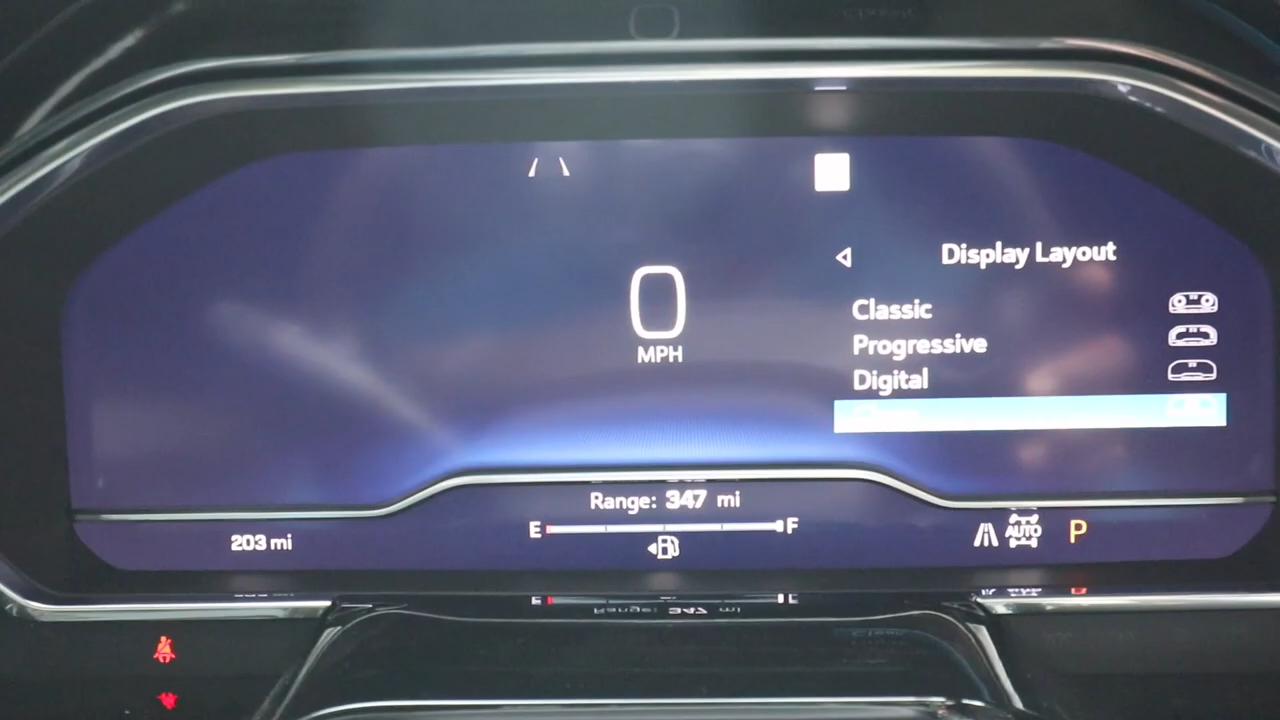 Display Layout
Classic
Progressive
Digital
0
MPH
Range: 347 mi
E F
203 mi
AUTO
P